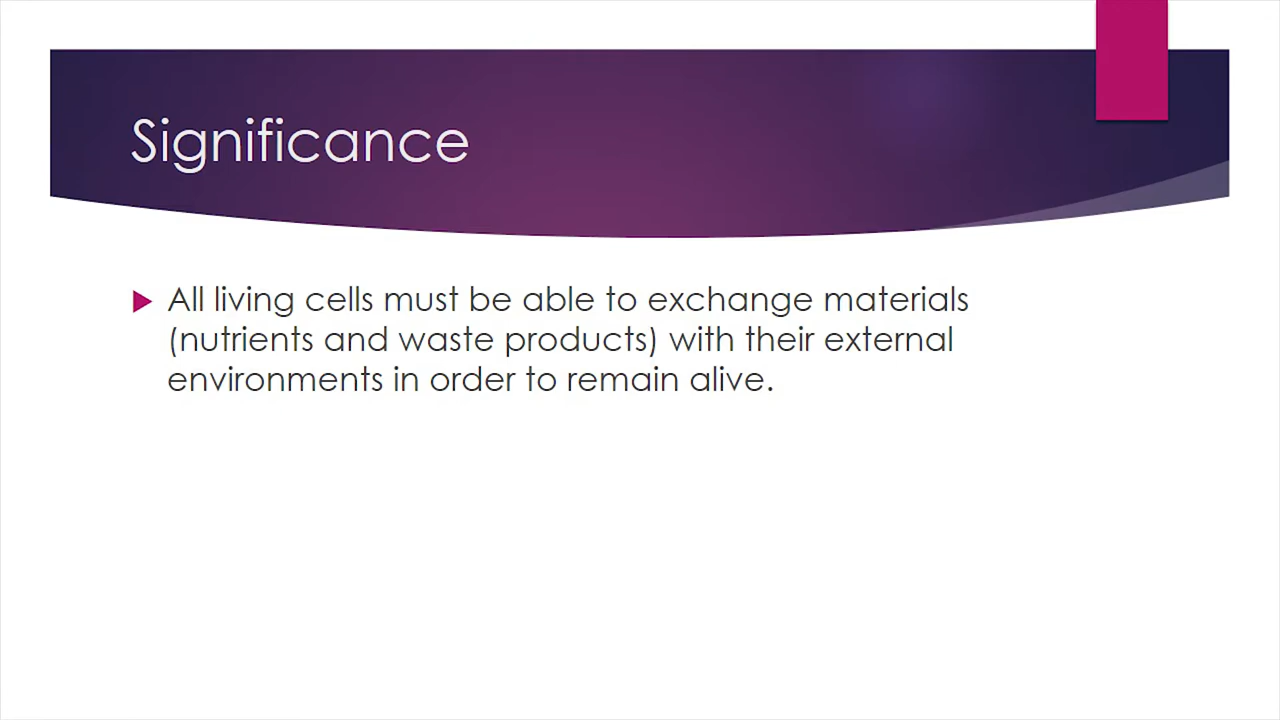 Significance
All living cells must be able to exchange materials
(nutrients and waste products) with their external
environments in order to remain alive.